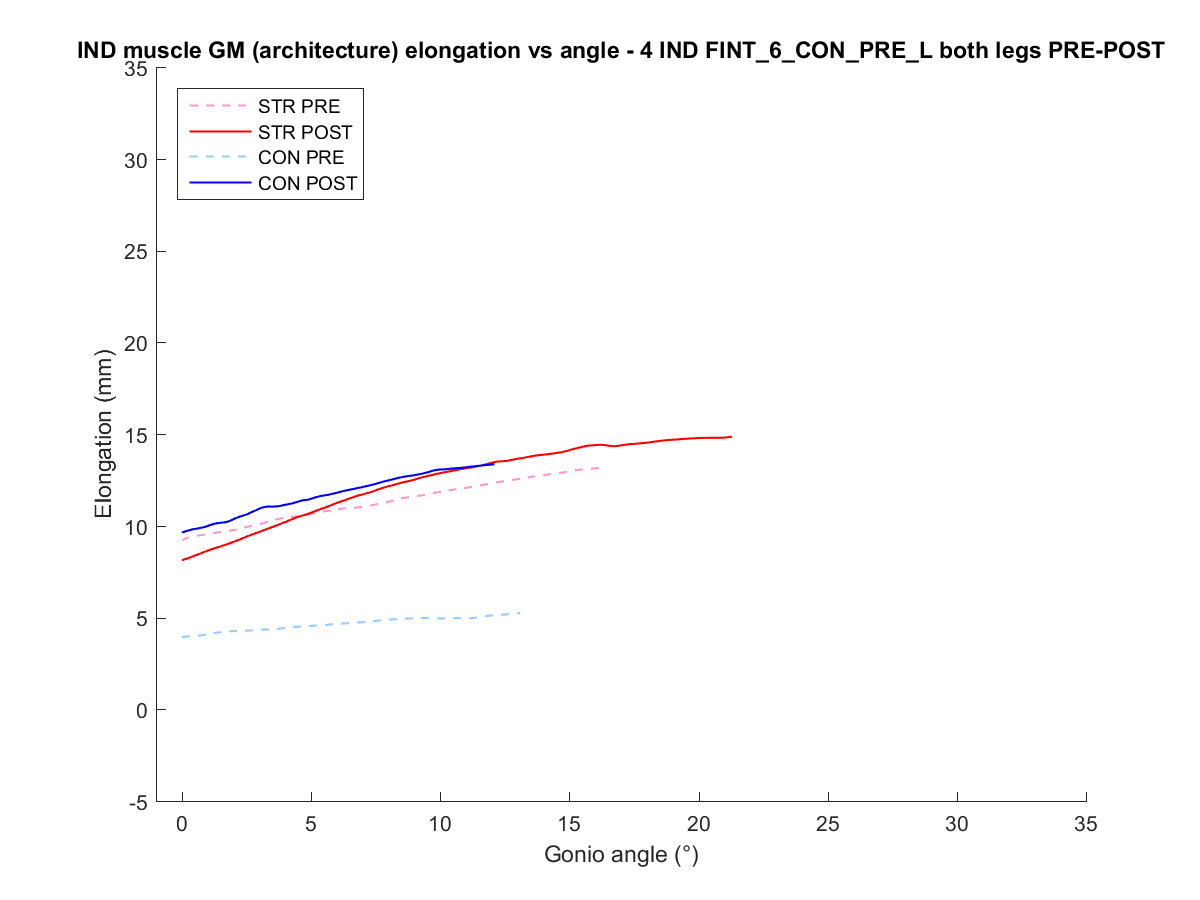 IND muscle GM (architecture) elongation vs angle - 4 IND FINT_6_CON_PRE_L both legs PRE-POST
35
30
25
20
15
10
5
0
-5
Elongation (mm)
STR PRE
STR POST
CON PRE
CON POST
0 5 10 15 20 25 30 35
Gonio angle (°)